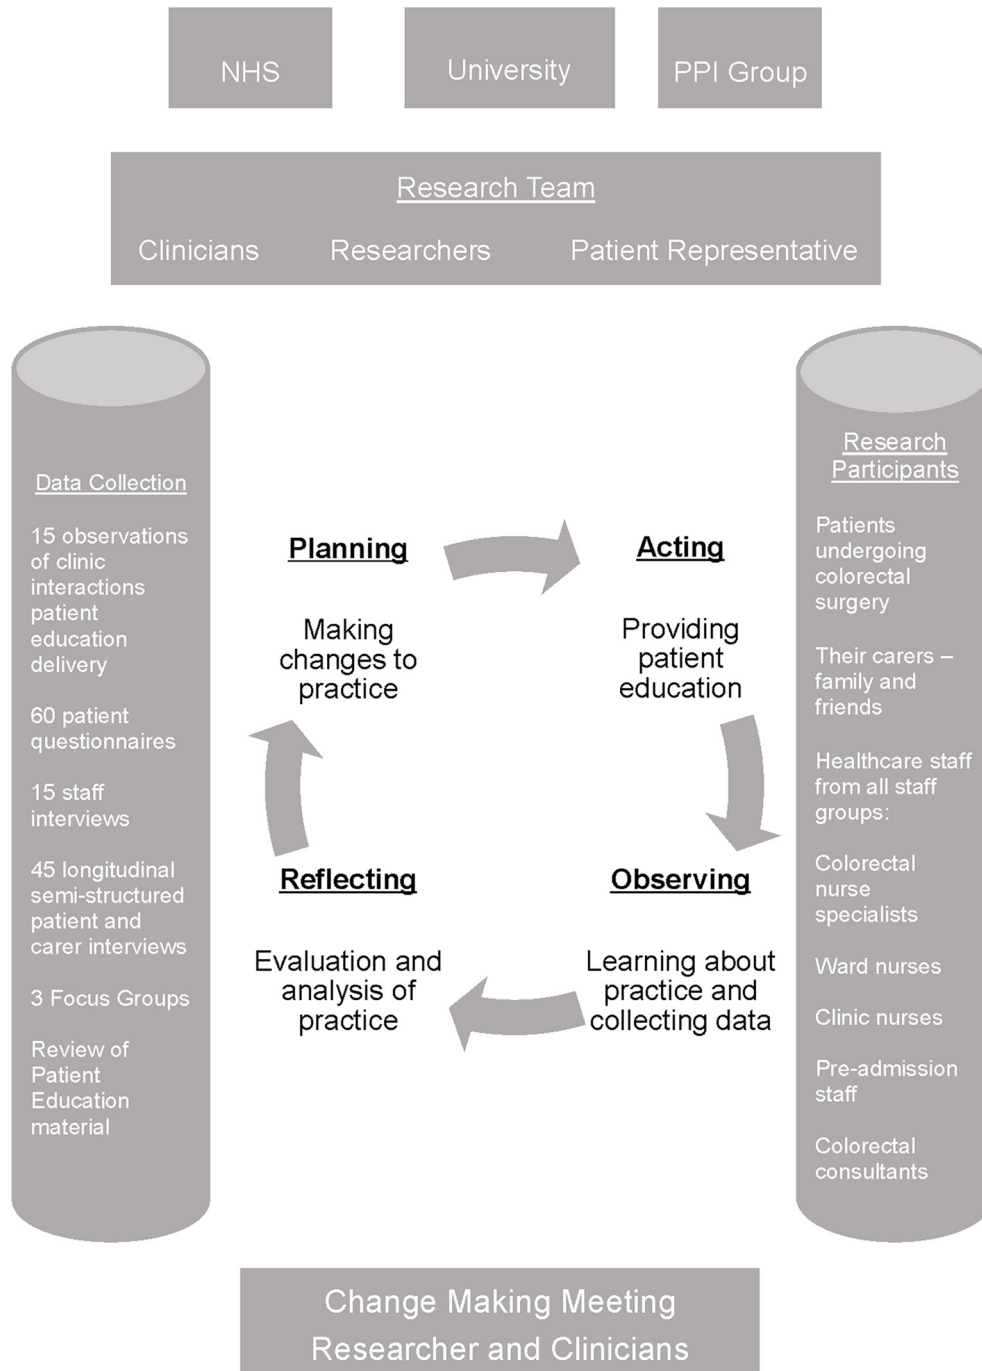 NHS
University
PPI Group
Research Team
Clinicians Researchers Patient Representative
Data Collection
15 observations
of clinic
interactions
patient
education
delivery
60 patient
questionnaires
15 staff
interviews
45 longitudinal
semi-structured
patient and
carer interviews
3 Focus Groups
Review of
Patient
Education
material
Planning
Making
changes to
practice
Acting
Providing
patient
education
Reflecting
Evaluation and
analysis of
practice
Observing
Learning about
practice and
collecting data
Research
Participants
Patients
undergoing
colorectal
surgery
Their carers –
family and
friends
Healthcare staff
from all staff
groups:
Colorectal
nurse
specialists
Ward nurses
Clinic nurses
Pre-admission
staff
Colorectal
consultants
Change Making Meeting
Researcher and Clinicians